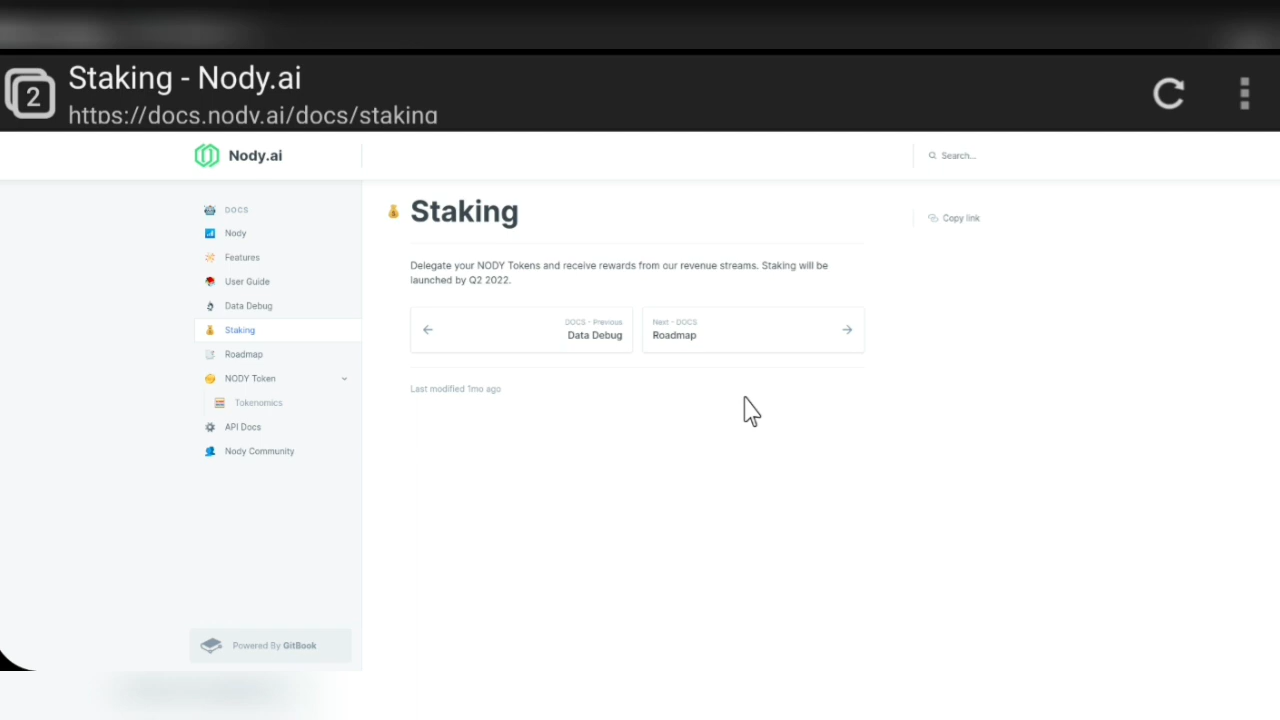 2
Staking - Nody.ai
https://docs.nody.ai/docs/staking
Nody.ai
Search...
DOCS
Nody
Features
User Guide
Data Debug
Staking
Roadmap
NODY Token
Tokenomics
API Docs
Nody Community
Powered By GitBook
Staking
Copy link
Delegate your NODY Tokens and receive rewards from our revenue streams. Staking will be
launched by Q2 2022.
DOCS - Previous
Data Debug
Next - DOCS
Roadmap
Last modified 1mo ago